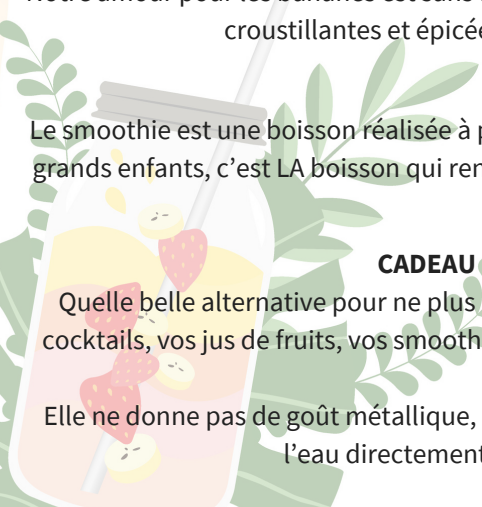 croustillantes et épicée
Le smoothie est une boisson réalisée à p
grands enfants, c'est LA boisson qui ren
CADEAU
Quelle belle alternative pour ne plus
cocktails, vos jus de fruits, vos smooth
Elle ne donne pas de goût métallique,
l'eau directement